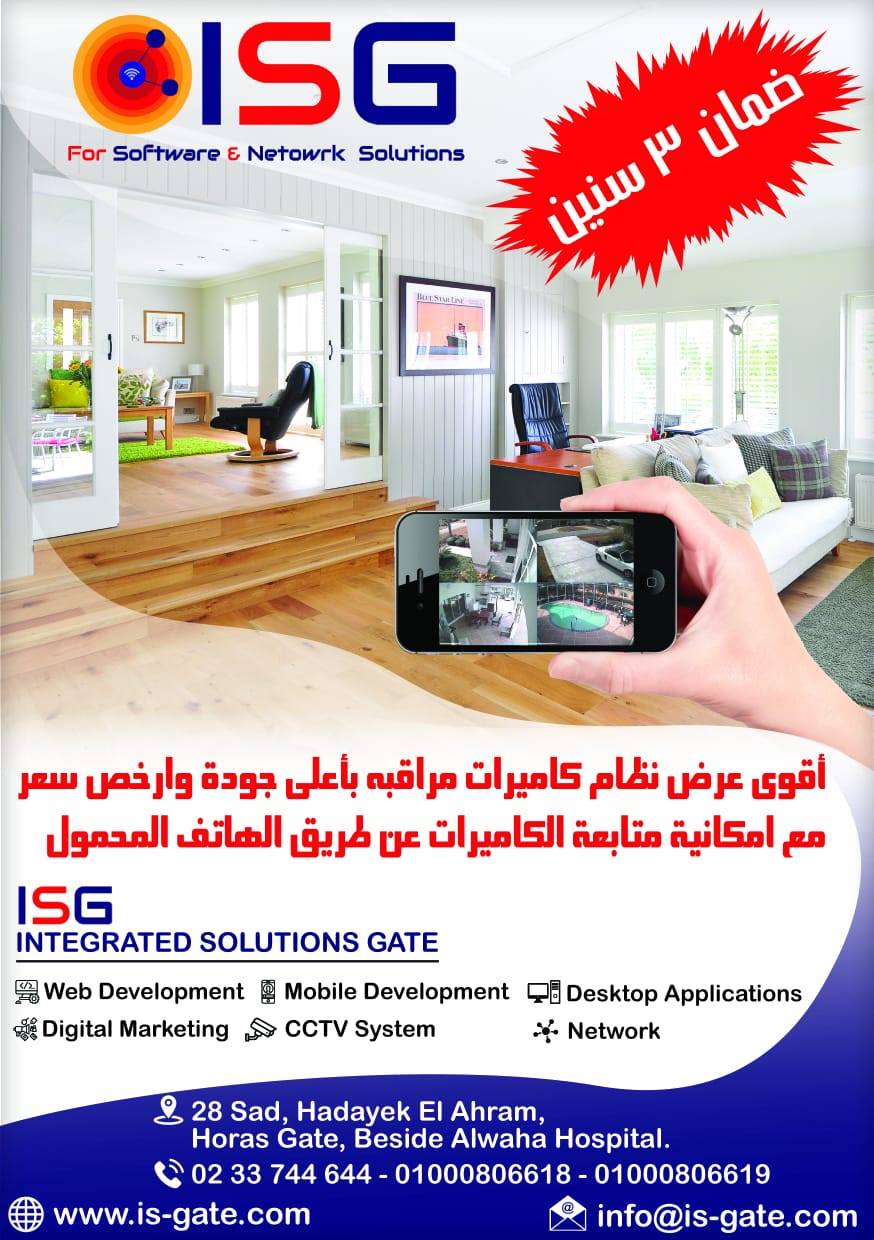 ISG
For Software & Netowrk Solutions
ضمان ٣ سنين
BLUE STAR LINE
أقوى عرض نظام كاميرات مراقبه بأعلى جودة وارخص سعر
مع امكانية متابعة الكاميرات عن طريق الهاتف المحمول
ISG
INTEGRATED SOLUTIONS GATE
Web Development Mobile Development Desktop Applications
Digital Marketing CCTV System Network
28 Sad, Hadayek El Ahram,
Horas Gate, Beside Alwaha Hospital.
02 33 744 644 - 01000806618 - 01000806619
www.is-gate.com info@is-gate.com